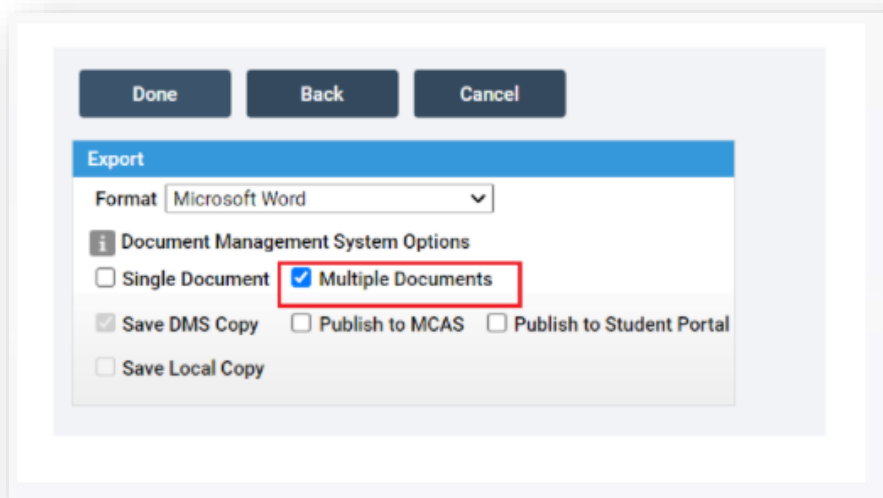 Done Back Cancel
Export
Format Microsoft Word
i Document Management System Options
Single Document Multiple Documents
Save DMS Copy Publish to MCAS Publish to Student Portal
Save Local Copy